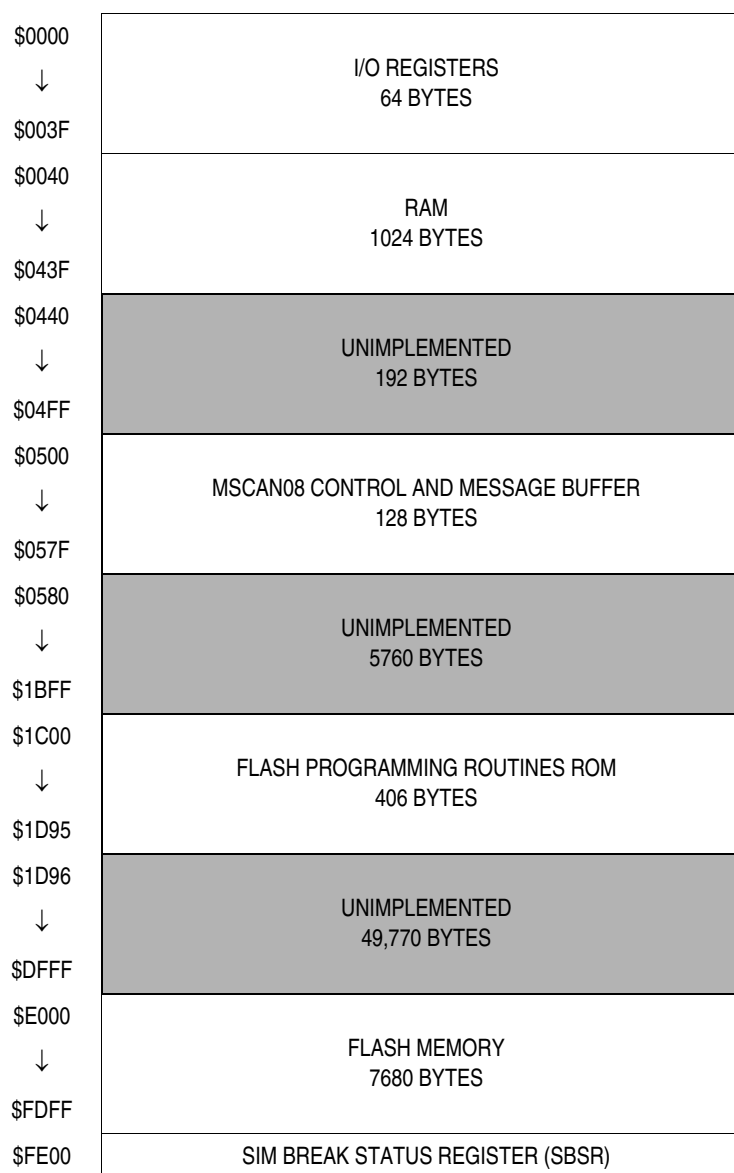 $0000
↓
$003F
I/O REGISTERS
64 BYTES
$0040
↓
$043F
RAM
1024 BYTES
$0440
↓
$04FF
UNIMPLEMENTED
192 BYTES
$0500
↓
$057F
MSCAN08 CONTROL AND MESSAGE BUFFER
128 BYTES
$0580
↓
$1BFF
UNIMPLEMENTED
5760 BYTES
$1C00
↓
$1D95
FLASH PROGRAMMING ROUTINES ROM
406 BYTES
$1D96
↓
$DFFF
UNIMPLEMENTED
49,770 BYTES
$E000
↓
$FDFF
FLASH MEMORY
7680 BYTES
$FE00 SIM BREAK STATUS REGISTER (SBSR)